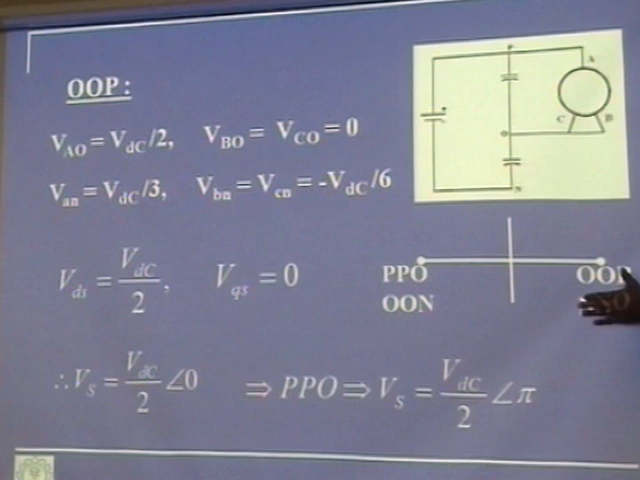 OOP:
V_AO = V_dC/2, V_BO = V_CO = 0
V_an = V_dC/3, V_bn = V_cn = -V_dC/6
V_ds = V_dC/2, V_qs = 0
PPO
OON
∴ V_S = V_dC/2 ∠0 ⇒ PPO ⇒ V_S = V_dC/2 ∠π
A
C B